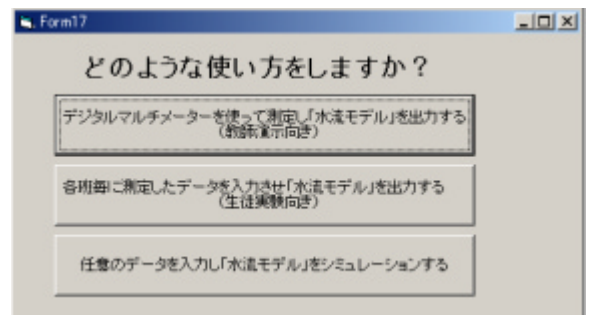 Form17
どのような使い方をしますか？
デジタルマルチメーターを使って測定し「水流モデル」を出力する
（教師演示向き）
各班毎に測定したデータを入力させ「水流モデル」を出力する
（生徒実験向き）
任意のデータを入力し「水流モデル」をシミュレーションする